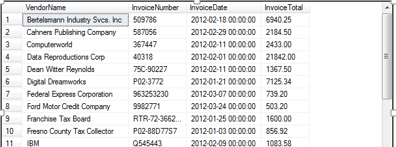 VendorName InvoiceNumber InvoiceDate InvoiceTotal
1 Bertelsmann Industry Svcs. Inc 509786 2012-02-18 00:00:00 6940.25
2 Cahners Publishing Company 587056 2012-02-29 00:00:00 2184.50
3 Computerworld 367447 2012-02-11 00:00:00 2433.00
4 Data Reproductions Corp 40318 2012-02-01 00:00:00 21842.00
5 Dean Witter Reynolds 75C-90227 2012-02-11 00:00:00 1367.50
6 Digital Dreamworks P02-3772 2012-01-21 00:00:00 7125.34
7 Federal Express Corporation 963253230 2012-03-07 00:00:00 739.20
8 Ford Motor Credit Company 9982771 2012-03-24 00:00:00 503.20
9 Franchise Tax Board RTR-72-3662... 2012-01-25 00:00:00 1600.00
10 Fresno County Tax Collector P02-88D77S7 2012-01-03 00:00:00 856.92
11 IBM Q545443 2012-02-09 00:00:00 1083.58